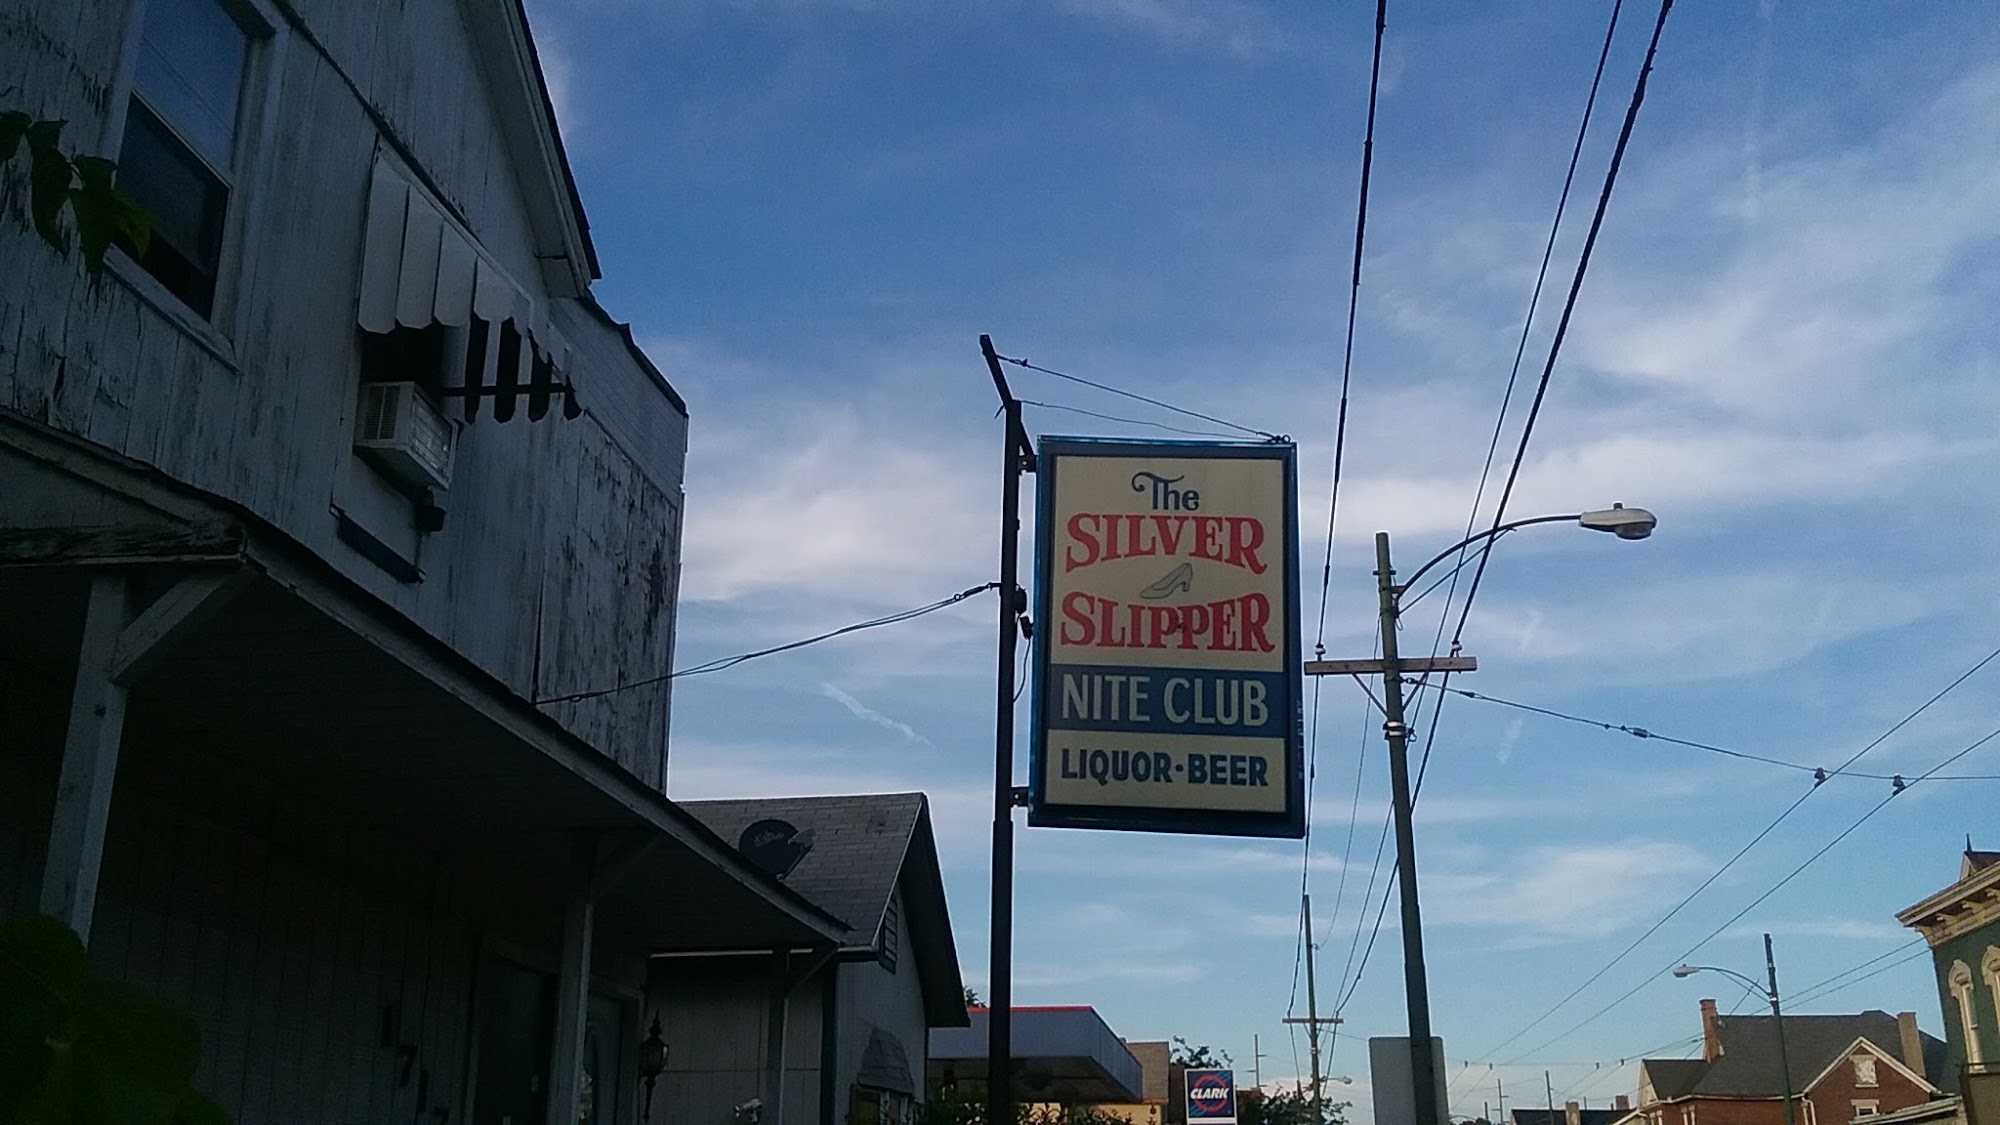 The
SILVER
SLIPPER
NITE CLUB
LIQUOR·BEER
CLARK